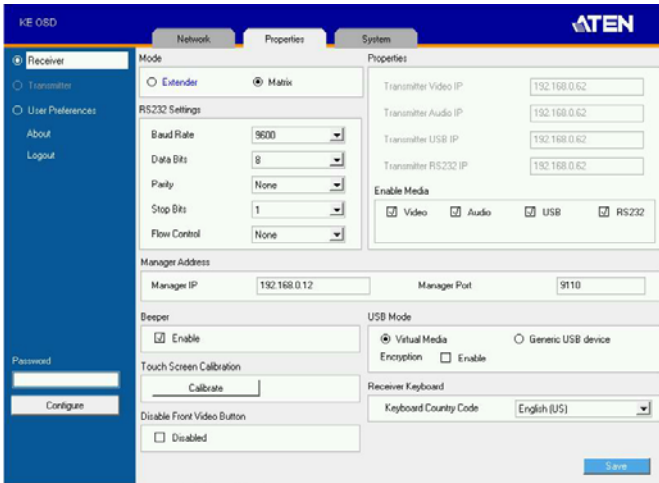 KE OSD
ATEN
Network Properties System
Receiver
Transmitter
User Preferences
About
Logout
Password
Configure
Mode
Extender Matrix
RS232 Settings
Baud Rate 9600
Data Bits 8
Parity None
Stop Bits 1
Flow Control None
Properties
Transmitter Video IP 192.168.0.62
Transmitter Audio IP 192.168.0.62
Transmitter USB IP 192.168.0.62
Transmitter RS232 IP 192.168.0.62
Enable Media
Video Audio USB RS232
Manager Address
Manager IP 192.168.0.12 Manager Port 9110
Beeper
Enable
Touch Screen Calibration
Calibrate
Disable Front Video Button
Disabled
USB Mode
Virtual Media Generic USB device
Encryption Enable
Receiver Keyboard
Keyboard Country Code English (US)
Save